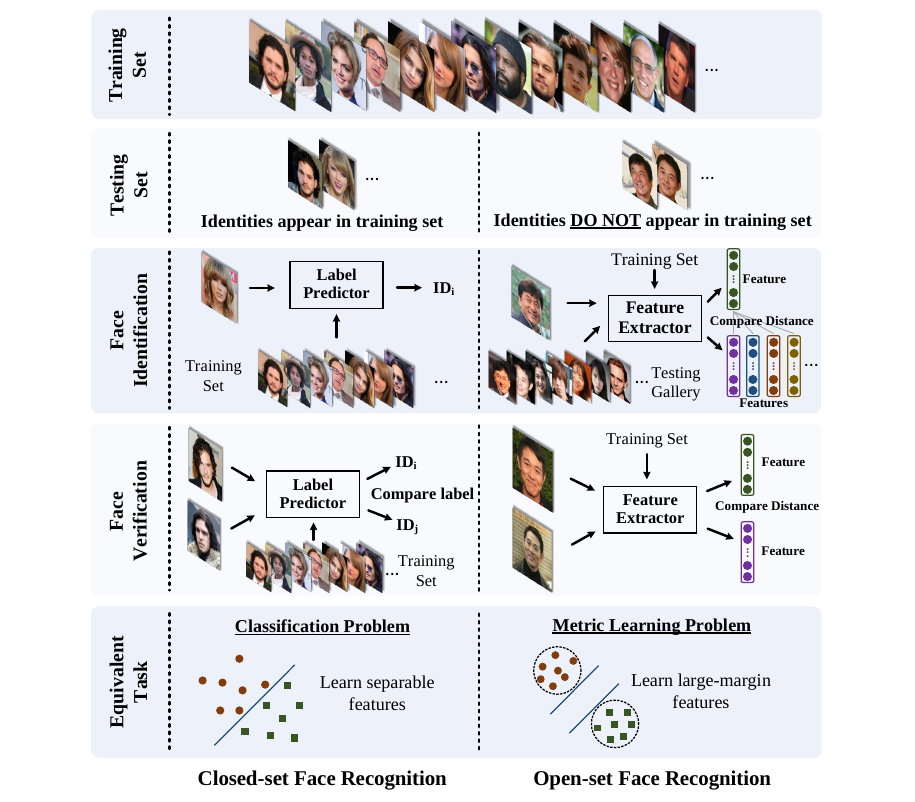 Training
Set
...
Testing
Set
...
Identities appear in training set
...
Identities DO NOT appear in training set
Face
Identification
Label
Predictor
IDi
Training
Set
...
Training Set
Feature
Extractor
Feature
Compare Distance
...
Testing
Gallery
...
Features
Face
Verification
Label
Predictor
IDi
Compare label
IDj
...
Training
Set
Training Set
Feature
Extractor
Feature
Compare Distance
Feature
Equivalent
Task
Classification Problem
Learn separable
features
Metric Learning Problem
Learn large-margin
features
Closed-set Face Recognition
Open-set Face Recognition